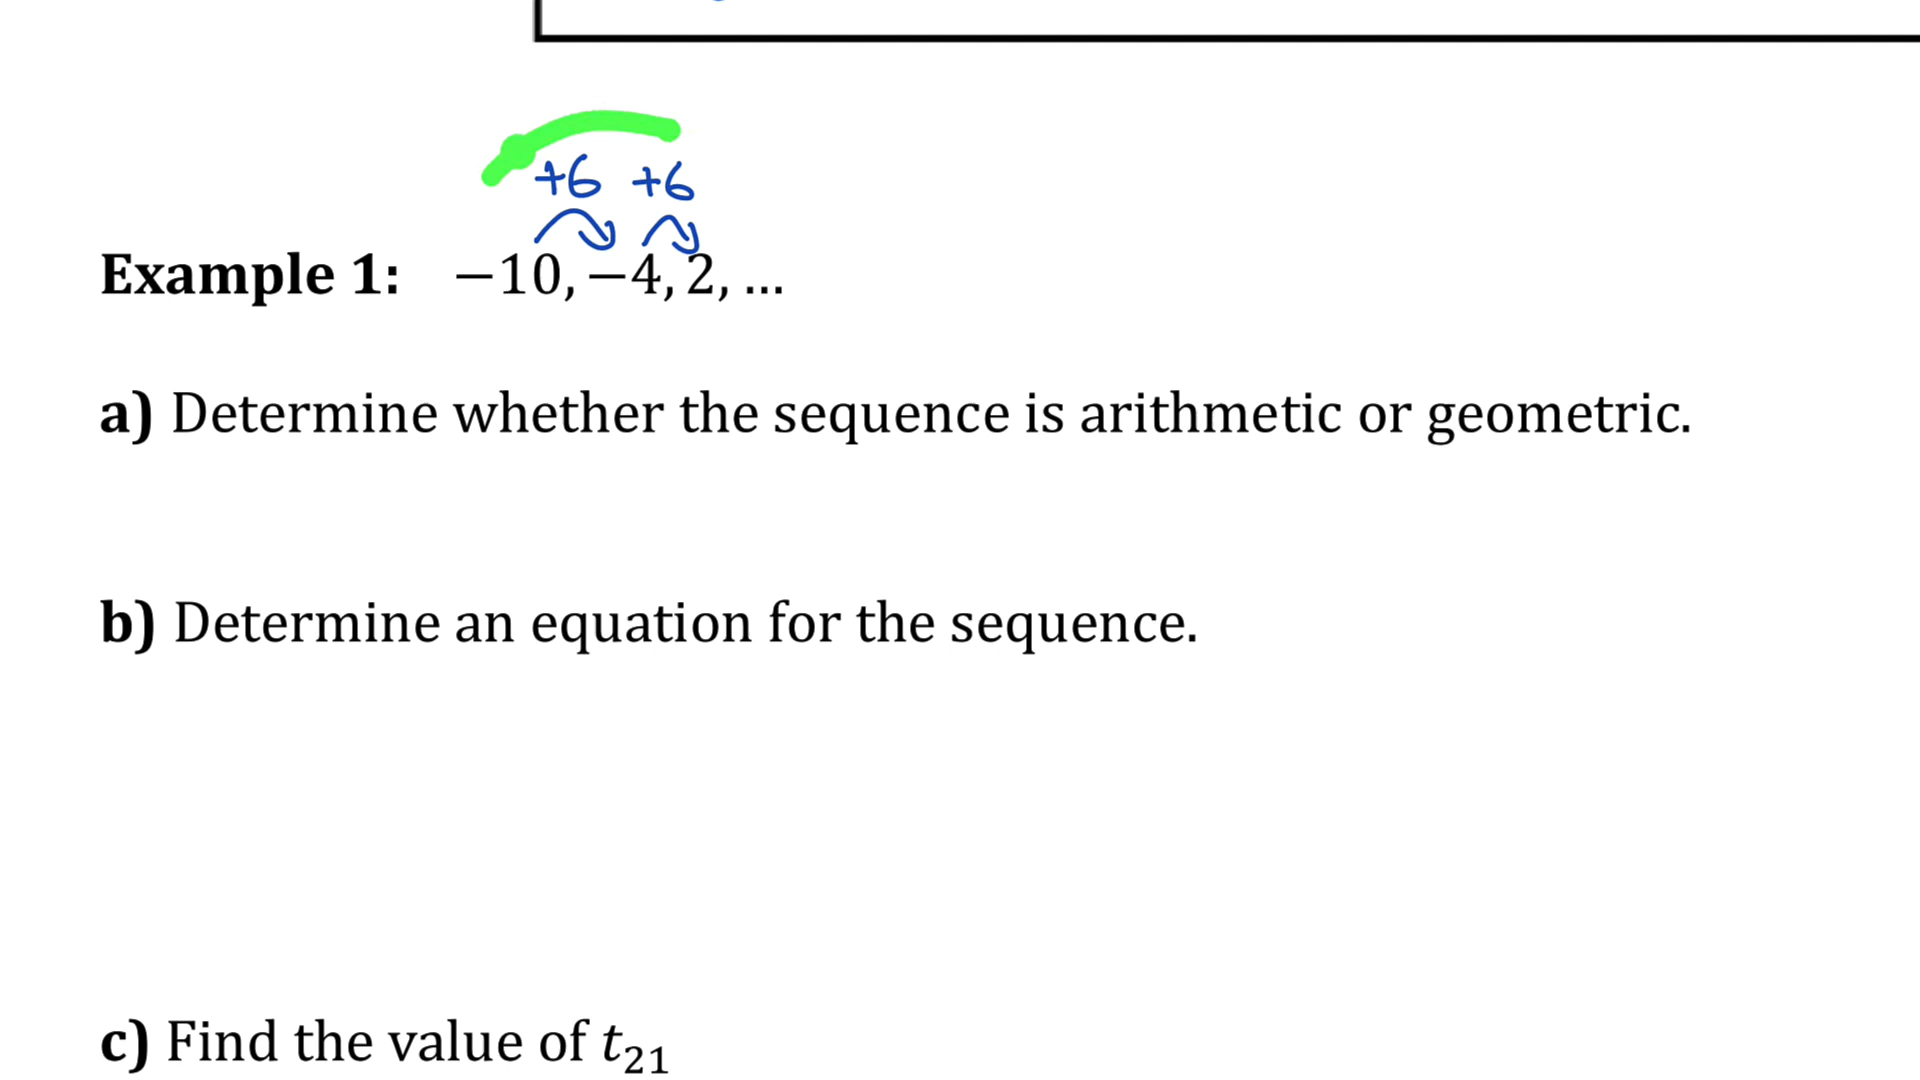 +6 +6
Example 1: −10, −4, 2, ...
a) Determine whether the sequence is arithmetic or geometric.
b) Determine an equation for the sequence.
c) Find the value of t₂₁